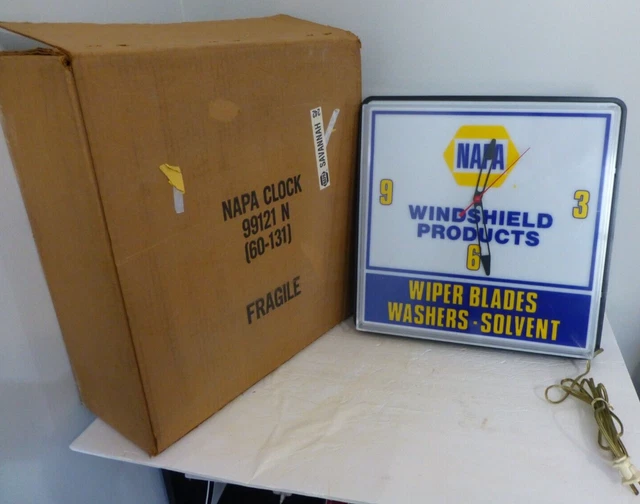 NAPA CLOCK
99121 N
(60-131)
FRAGILE
SAVANNAH
NAPA
9
3
WINDSHIELD
PRODUCTS
6
WIPER BLADES
WASHERS - SOLVENT